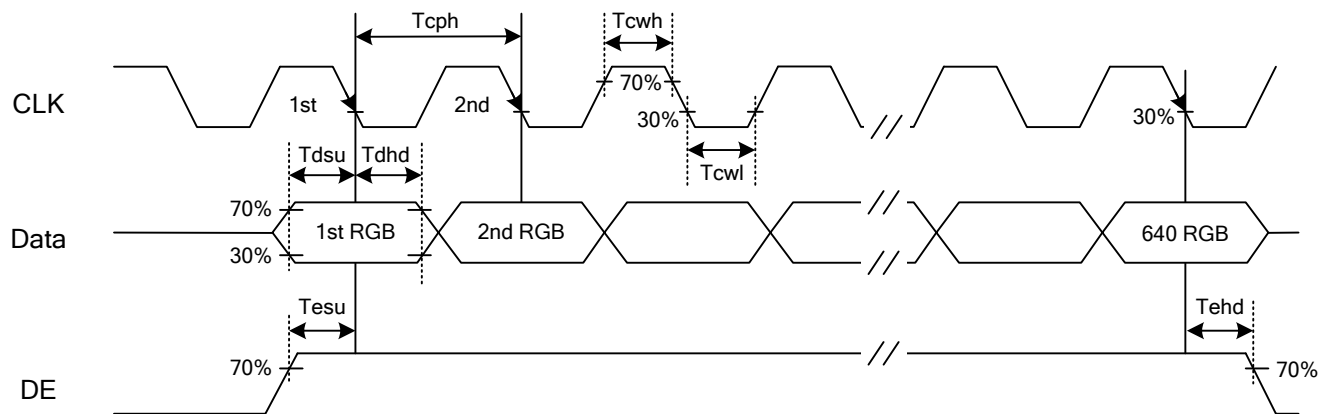 Tcph
Tcwh
CLK
1st
2nd
70%
30%
30%
Tdsu
Tdhd
Tcwl
70%
Data
1st RGB
2nd RGB
640 RGB
30%
Tesu
Tehd
70%
70%
DE